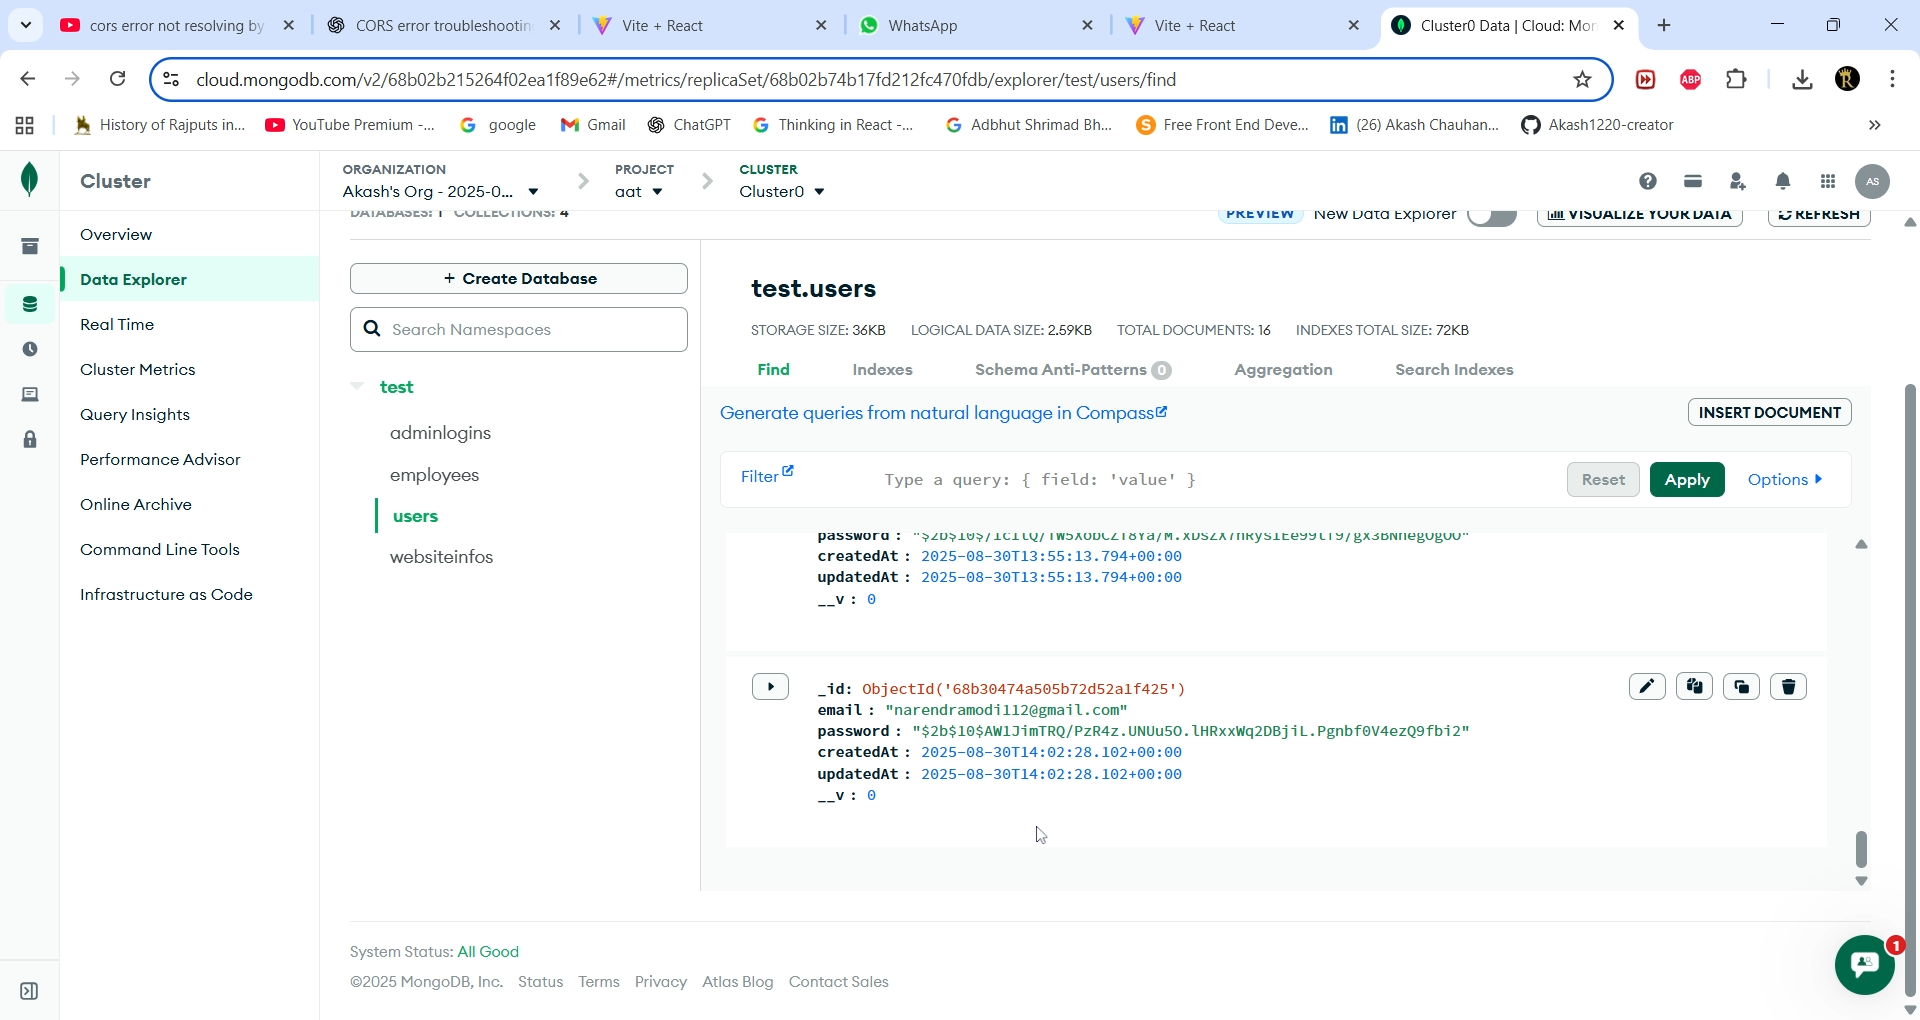 cors error not resolving by
CORS error troubleshootin
Vite + React
WhatsApp
Vite + React
Cluster0 Data | Cloud: Mon
cloud.mongodb.com/v2/68b02b215264f02ea1f89e62#/metrics/replicaSet/68b02b74b17fd212fc470fdb/explorer/test/users/find
ABP
R
History of Rajputs in...
YouTube Premium -...
google
Gmail
ChatGPT
Thinking in React -...
Adbhut Shrimad Bh...
Free Front End Deve...
(26) Akash Chauhan...
Akash1220-creator
Cluster
ORGANIZATION
Akash's Org - 2025-0...
PROJECT
aat
CLUSTER
Cluster0
AS
Overview
Data Explorer
Real Time
Cluster Metrics
Query Insights
Performance Advisor
Online Archive
Command Line Tools
Infrastructure as Code
DATABASES: 1 COLLECTIONS: 4
PREVIEW New Data Explorer
VISUALIZE YOUR DATA
REFRESH
+ Create Database
Search Namespaces
test
adminlogins
employees
users
websiteinfos
test.users
STORAGE SIZE: 36KB LOGICAL DATA SIZE: 2.59KB TOTAL DOCUMENTS: 16 INDEXES TOTAL SIZE: 72KB
Find Indexes Schema Anti-Patterns 0 Aggregation Search Indexes
Generate queries from natural language in Compass
INSERT DOCUMENT
Filter
Type a query: { field: 'value' }
Reset
Apply
Options
password :
createdAt : 2025-08-30T13:55:13.794+00:00
updatedAt : 2025-08-30T13:55:13.794+00:00
__v : 0
_id: ObjectId('68b30474a505b72d52a1f425')
email : "narendramodi112@gmail.com"
password : "$2b$10$AW1JimTRQ/PzR4z.UNUu5O.lHRxxWq2DBjiL.Pgnbf0V4ezQ9fbi2"
createdAt : 2025-08-30T14:02:28.102+00:00
updatedAt : 2025-08-30T14:02:28.102+00:00
__v : 0
System Status: All Good
©2025 MongoDB, Inc. Status Terms Privacy Atlas Blog Contact Sales
1